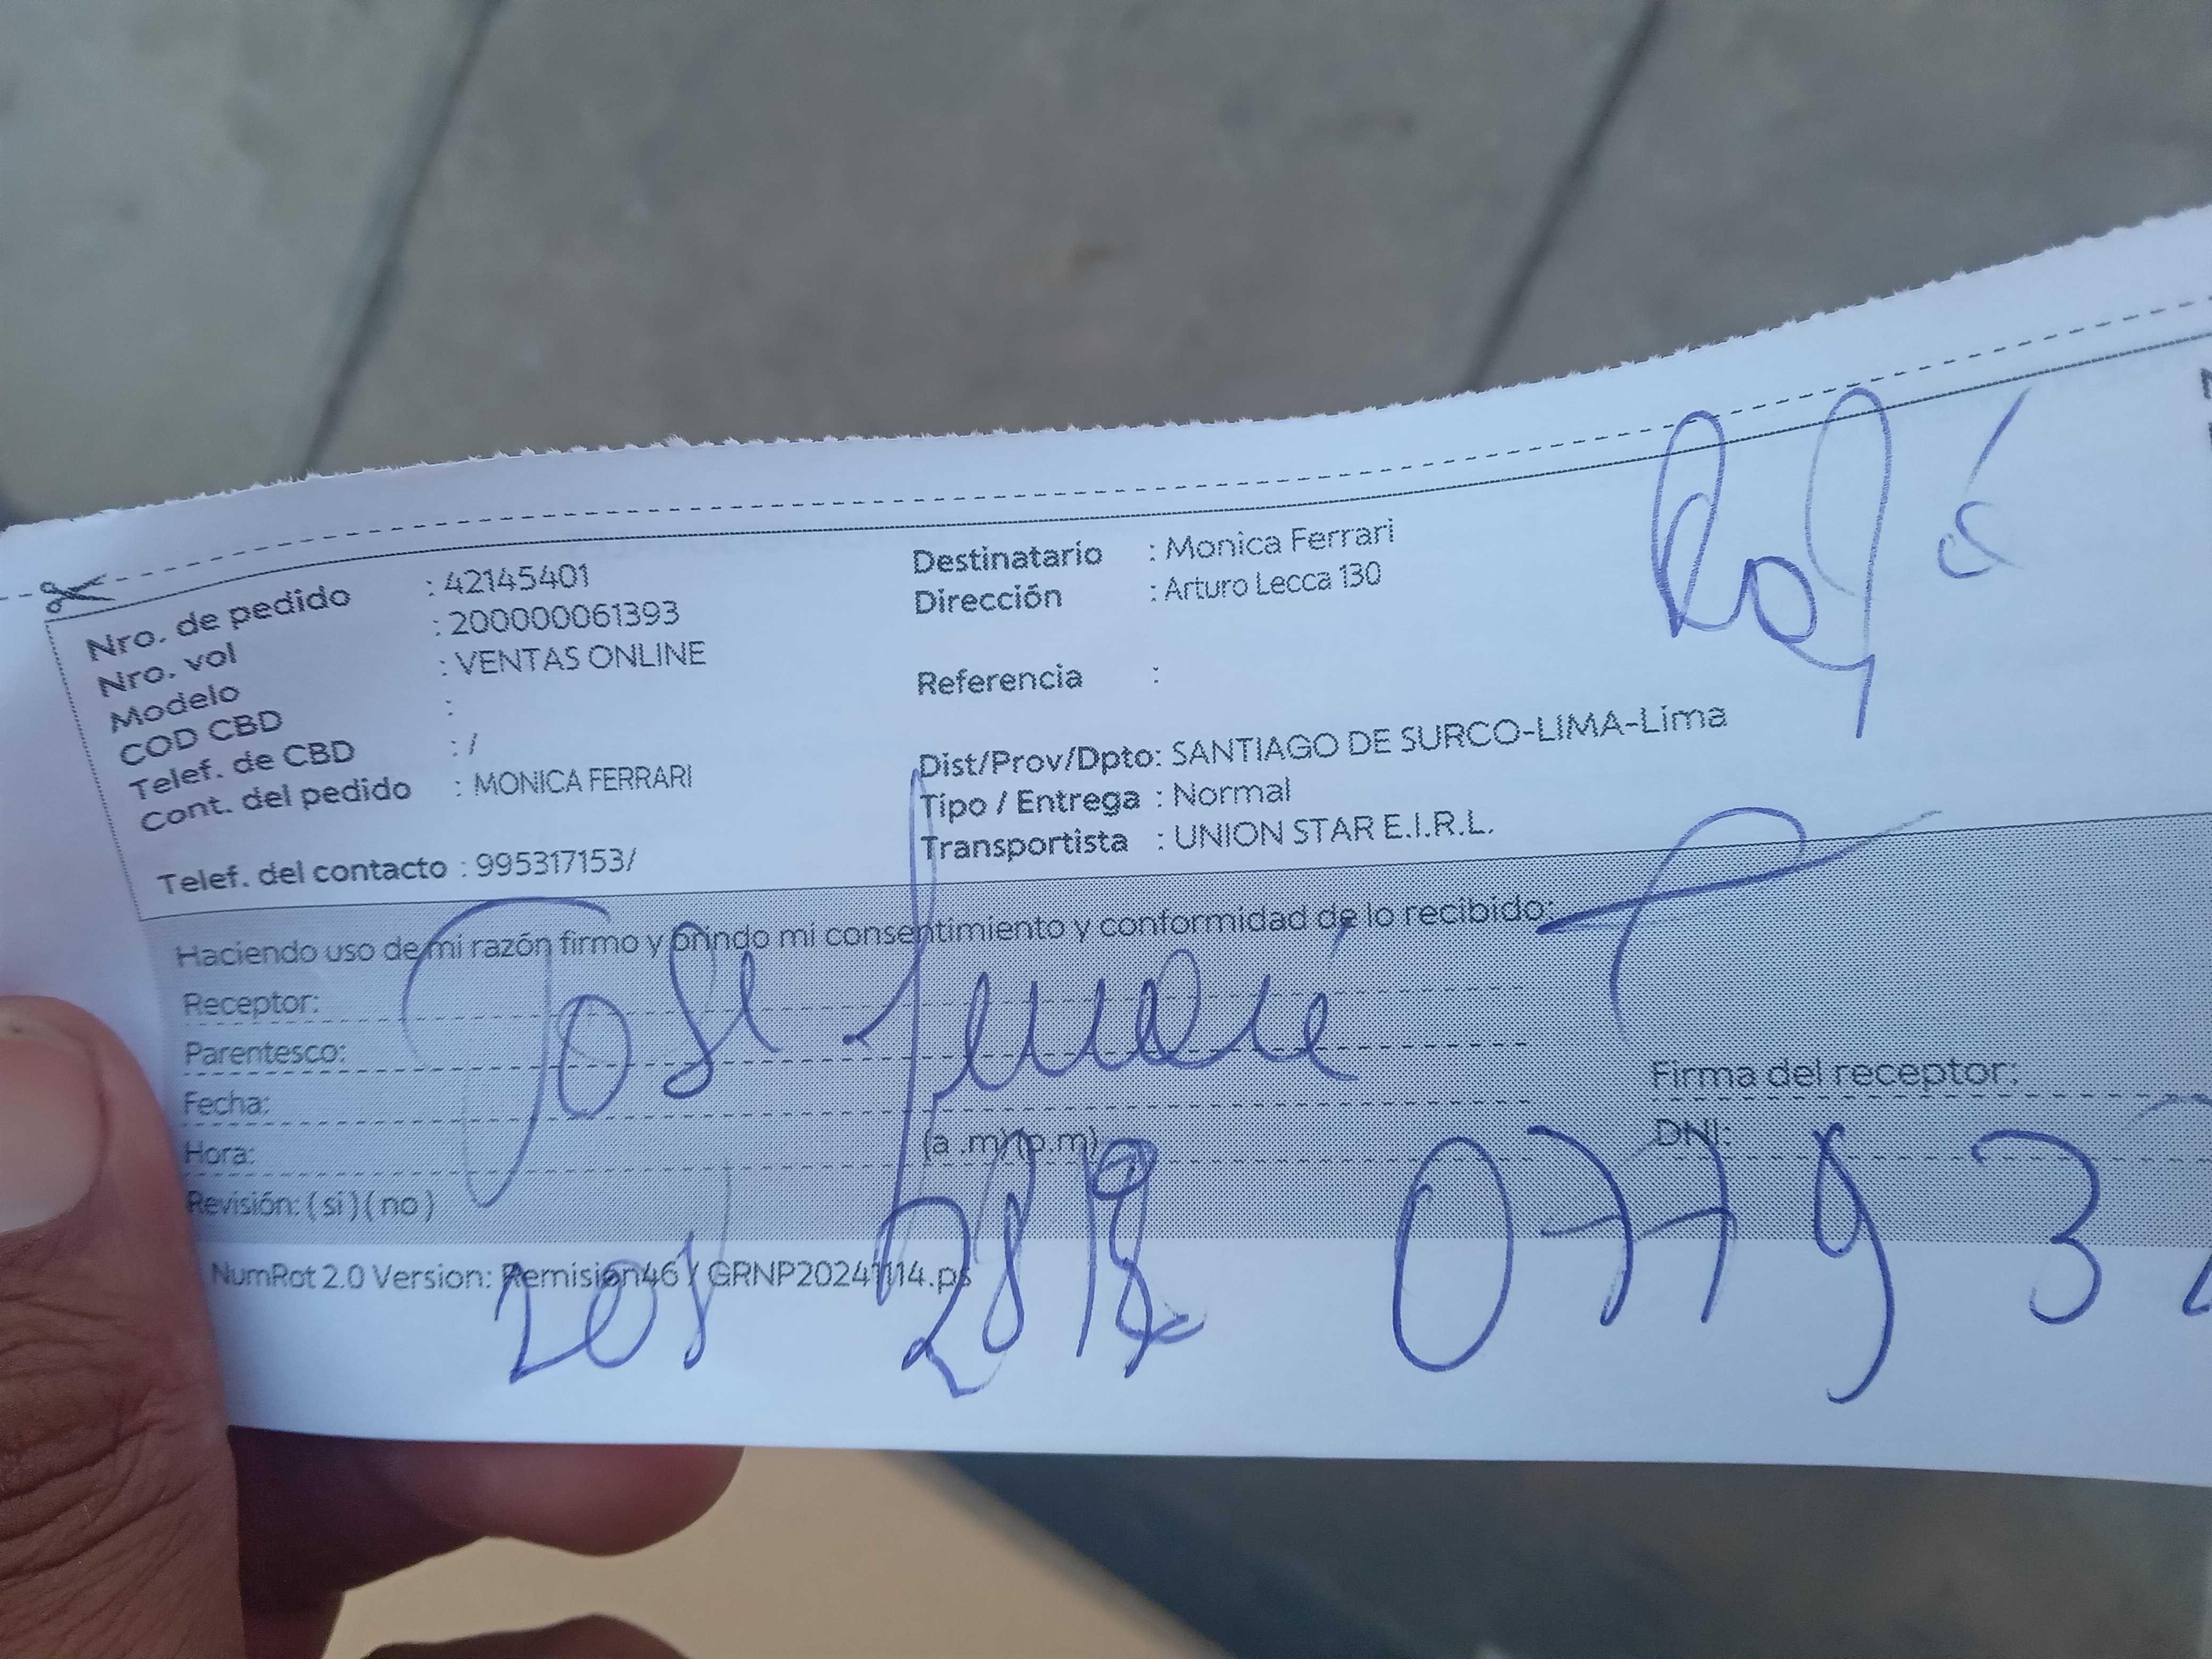 Nro. de pedido : 42145401
Nro. vol : 200000061393
Modelo : VENTAS ONLINE
COD CBD :
Telef. de CBD : /
Cont. del pedido : MONICA FERRARI
Telef. del contacto : 995317153/
Destinatario : Monica Ferrari
Dirección : Arturo Lecca 130
Referencia :
Dist/Prov/Dpto: SANTIAGO DE SURCO-LIMA-Lima
Tipo / Entrega : Normal
Transportista : UNION STAR E.I.R.L.
Haciendo uso de mi razón firmo y brindo mi consentimiento y conformidad de lo recibido:
Receptor:
Jose
Parentesco:
Fecha:
Hora: (a .m)(p.m)
Revisión: ( si ) ( no )
Firma del receptor:
DNI:
07793
NumRot 2.0 Version: Remision46 / GRNP20241114.ps